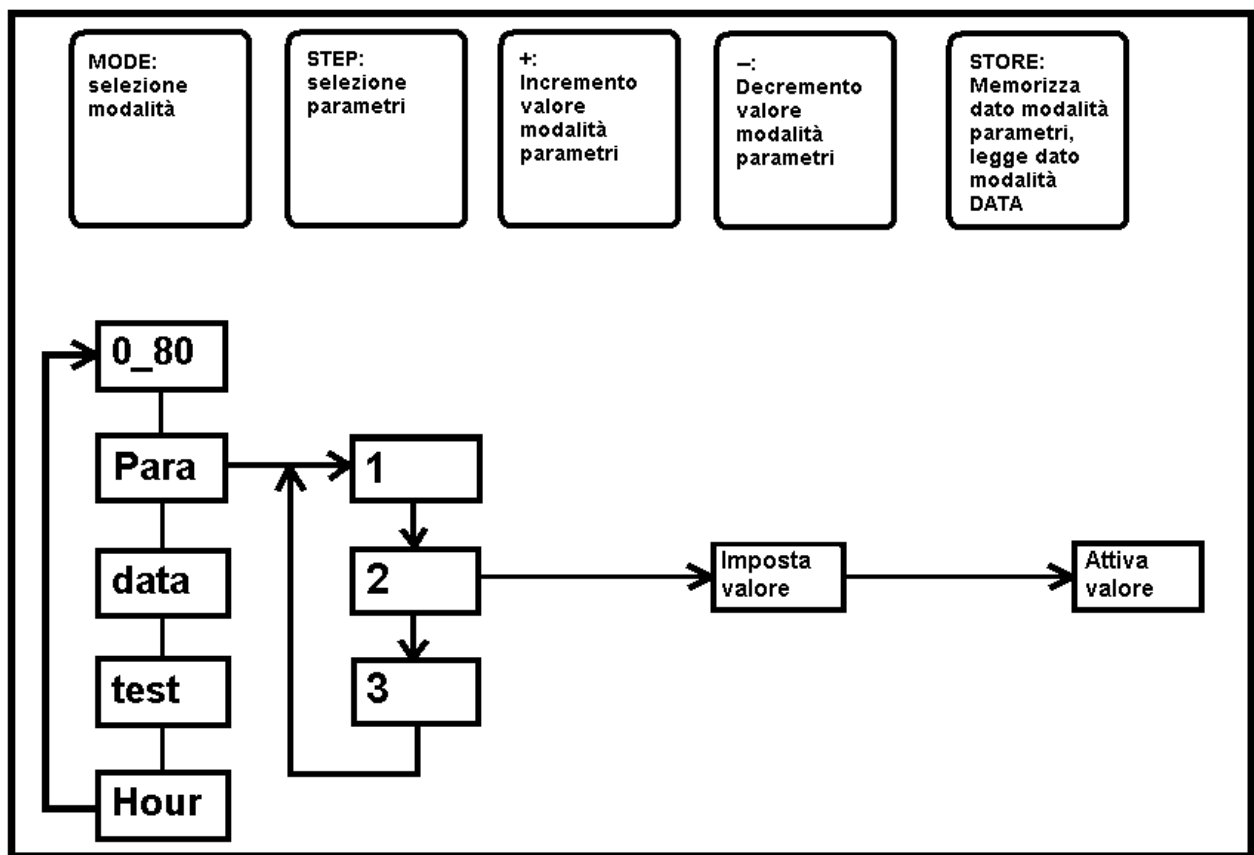 MODE:
selezione
modalità
STEP:
selezione
parametri
+:
Incremento
valore
modalità
parametri
–:
Decremento
valore
modalità
parametri
STORE:
Memorizza
dato modalità
parametri,
legge dato
modalità
DATA
0_80
Para
data
test
Hour
1
2
3
Imposta
valore
Attiva
valore